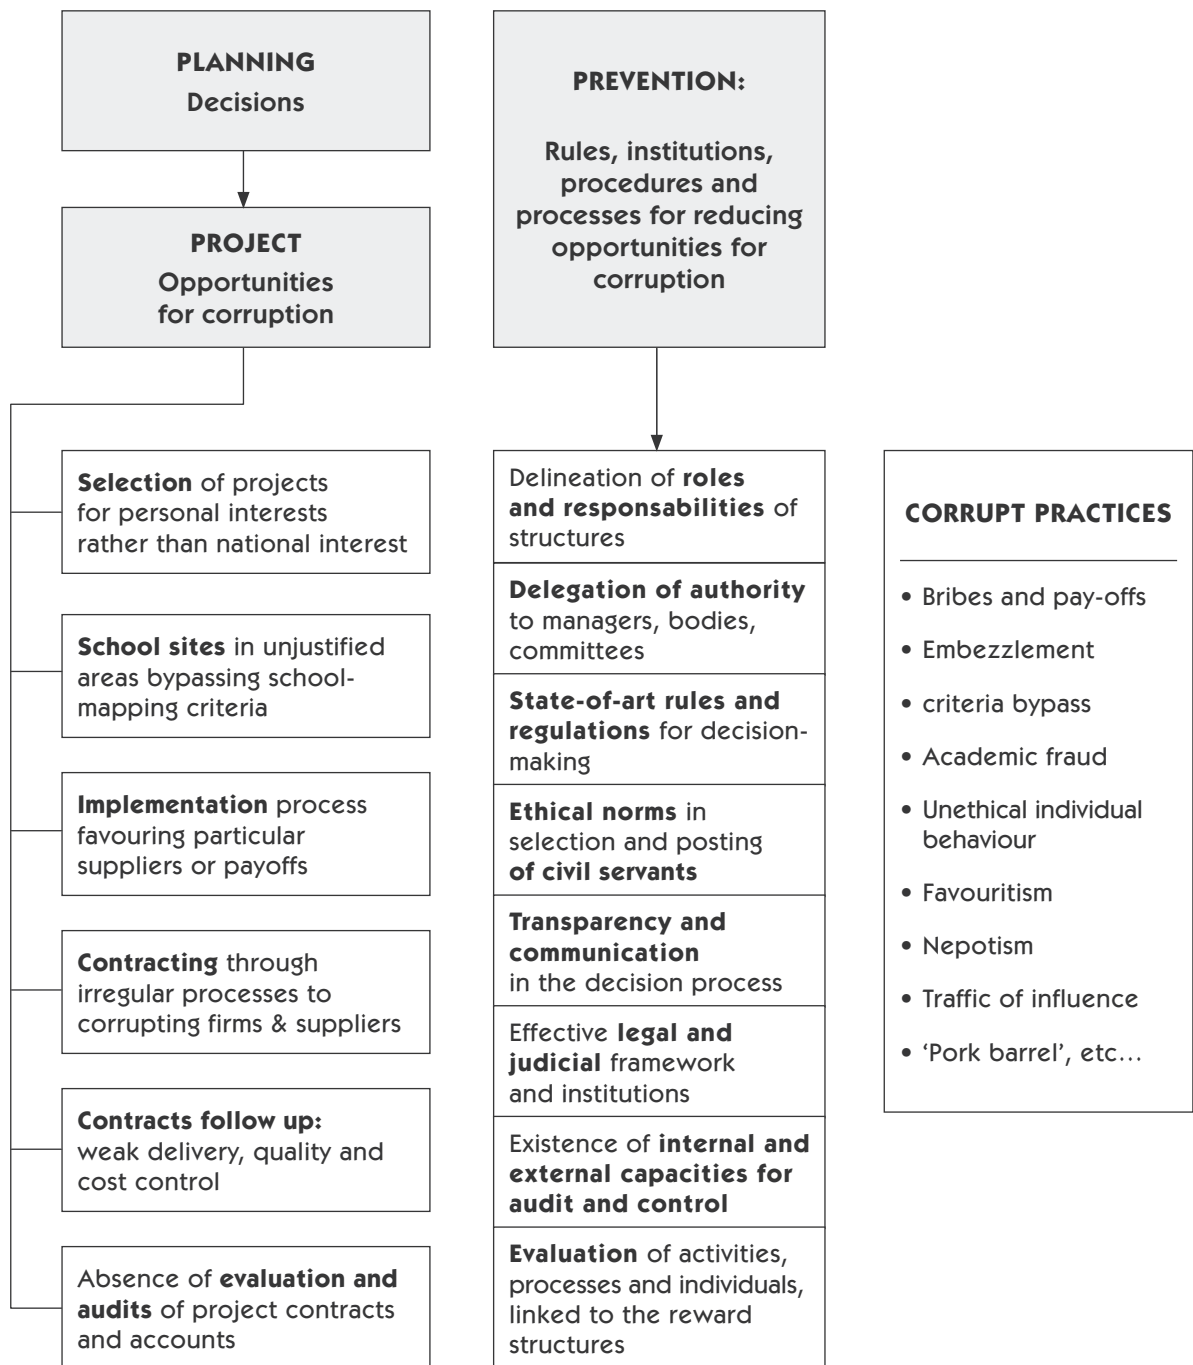 PLANNING
Decisions
PROJECT
Opportunities
for corruption
Selection of projects
for personal interests
rather than national interest
School sites in unjustified
areas bypassing school-
mapping criteria
Implementation process
favouring particular
suppliers or payoffs
Contracting through
irregular processes to
corrupting firms & suppliers
Contracts follow up:
weak delivery, quality and
cost control
Absence of evaluation and
audits of project contracts
and accounts
PREVENTION:
Rules, institutions,
procedures and
processes for reducing
opportunities for
corruption
Delineation of roles
and responsabilities of
structures
Delegation of authority
to managers, bodies,
committees
State-of-art rules and
regulations for decision-
making
Ethical norms in
selection and posting
of civil servants
Transparency and
communication
in the decision process
Effective legal and
judicial framework
and institutions
Existence of internal and
external capacities for
audit and control
Evaluation of activities,
processes and individuals,
linked to the reward
structures
CORRUPT PRACTICES
• Bribes and pay-offs
• Embezzlement
• criteria bypass
• Academic fraud
• Unethical individual
behaviour
• Favouritism
• Nepotism
• Traffic of influence
• ‘Pork barrel’, etc…